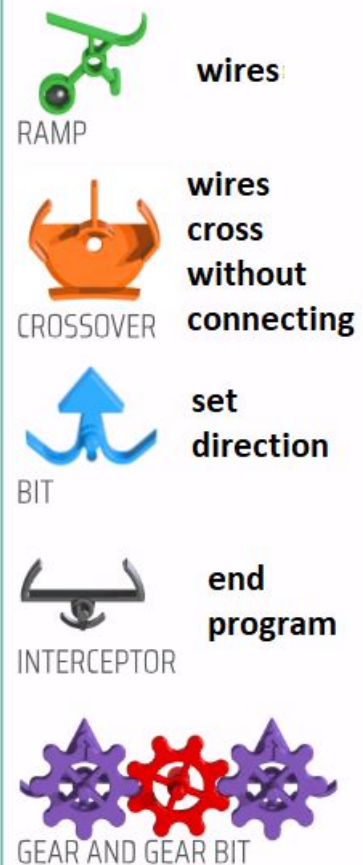 wires
RAMP
wires
cross
without
connecting
CROSSOVER
set
direction
BIT
end
program
INTERCEPTOR
GEAR AND GEAR BIT